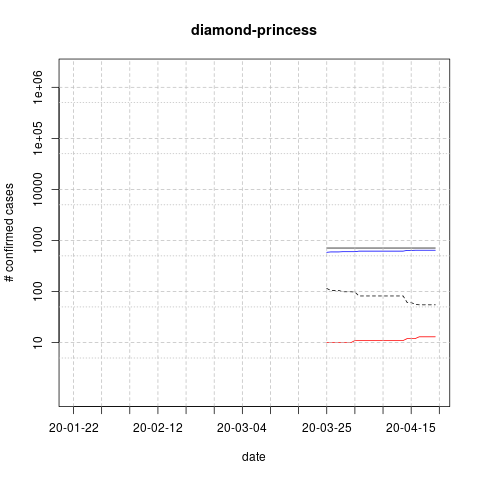 diamond-princess
1e+06
1e+05
10000
1000
100
10
# confirmed cases
20-01-22
20-02-12
20-03-04
20-03-25
20-04-15
date